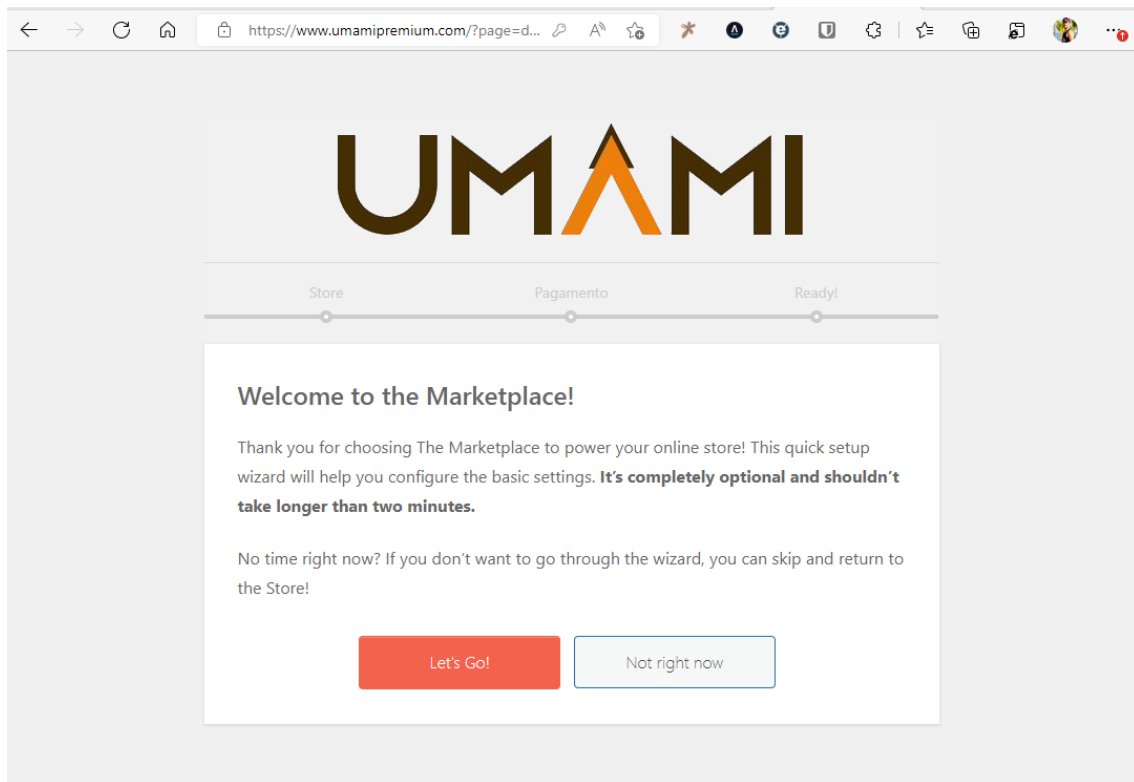 https://www.umamipremium.com/?page=d...
UMAMI
Store Pagamento Ready!
Welcome to the Marketplace!
Thank you for choosing The Marketplace to power your online store! This quick setup
wizard will help you configure the basic settings. It's completely optional and shouldn't
take longer than two minutes.
No time right now? If you don't want to go through the wizard, you can skip and return to
the Store!
Let's Go! Not right now